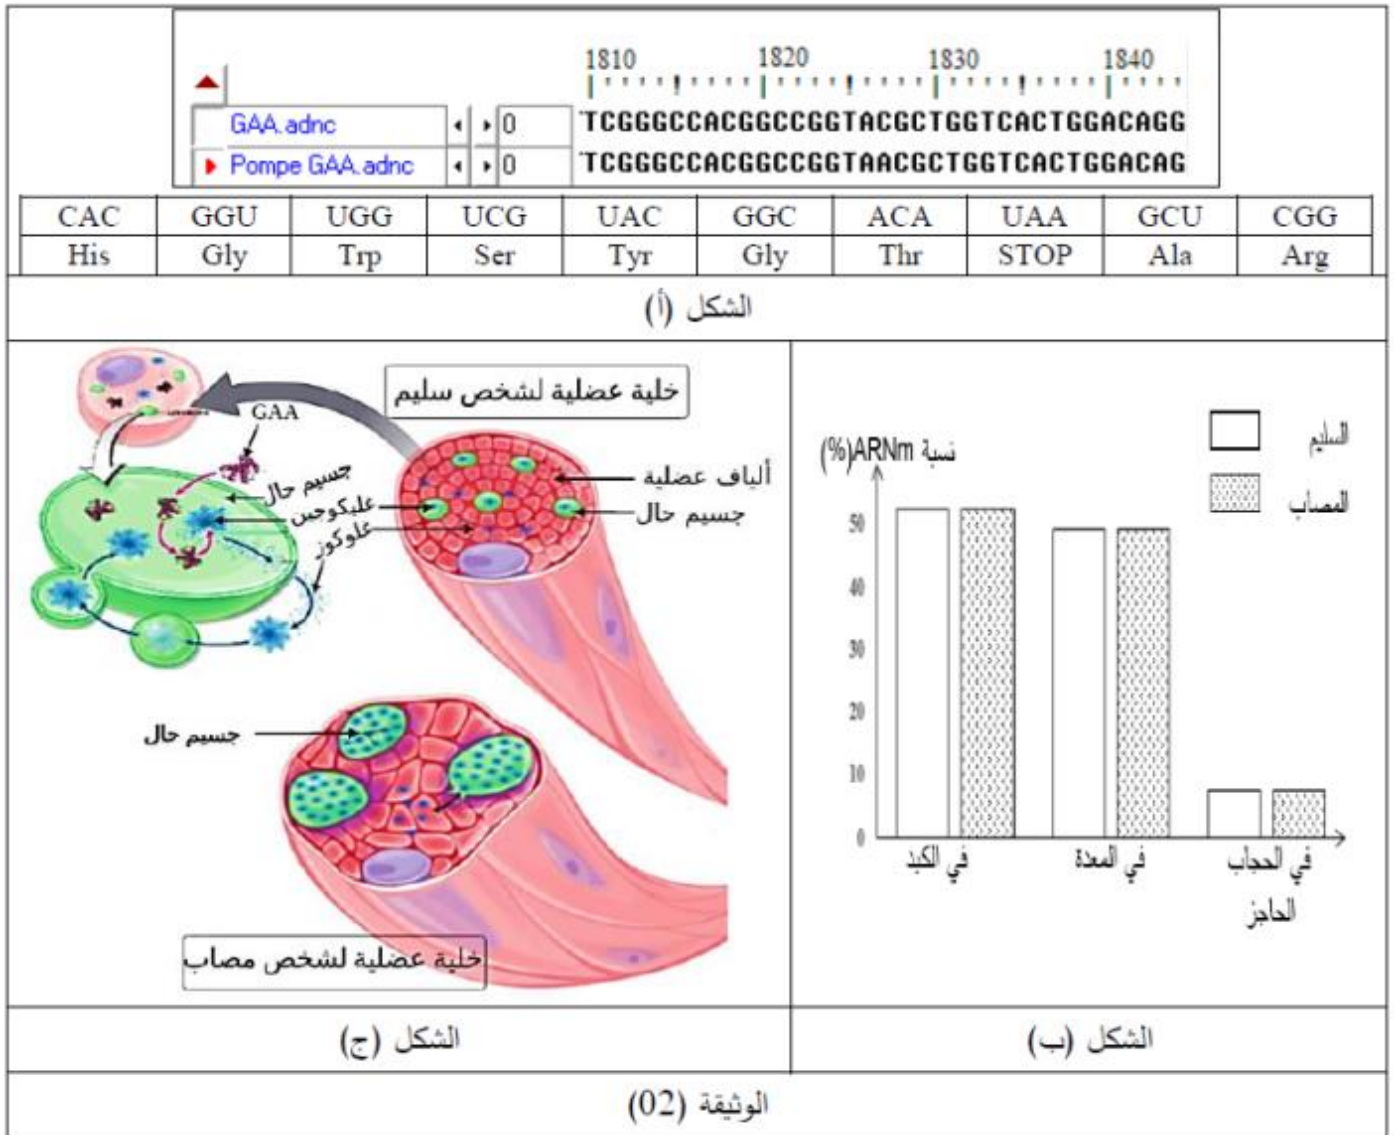 1810 1820 1830 1840
GAA.adnc 0 TCGGGCCACGGCCGGTACGCTGGTCACTGGACAGG
Pompe GAA.adnc 0 TCGGGCCACGGCCGGTAACGCTGGTCACTGGACAG
CAC GGU UGG UCG UAC GGC ACA UAA GCU CGG
His Gly Trp Ser Tyr Gly Thr STOP Ala Arg
الشكل (أ)
خلية عضلية لشخص سليم
GAA
جسيم حال
غليكوجين
غلوكوز
ألياف عضلية
جسيم حال
جسيم حال
خلية عضلية لشخص مصاب
السليم
المصاب
نسبة ARNm(%)
50
40
30
20
10
0
في الكبد
في المعدة
في الحجاب
الحاجز
الشكل (ب)
الشكل (ج)
الوثيقة (02)